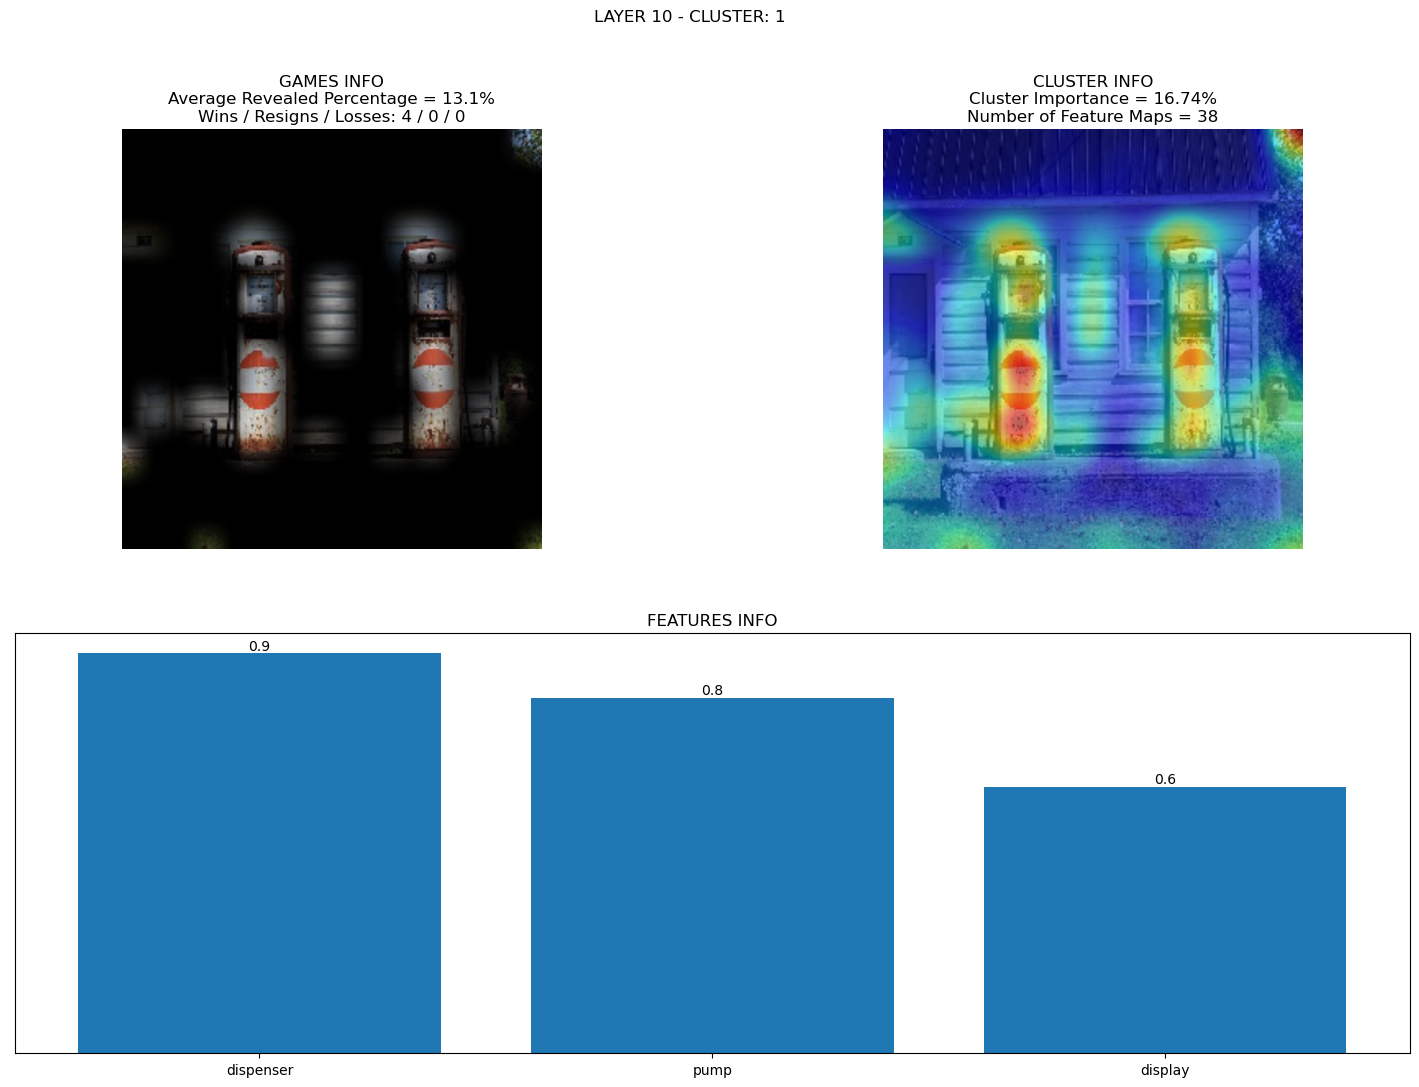 LAYER 10 - CLUSTER: 1
GAMES INFO
Average Revealed Percentage = 13.1%
Wins / Resigns / Losses: 4 / 0 / 0
CLUSTER INFO
Cluster Importance = 16.74%
Number of Feature Maps = 38
FEATURES INFO
0.9
0.8
0.6
dispenser
pump
display